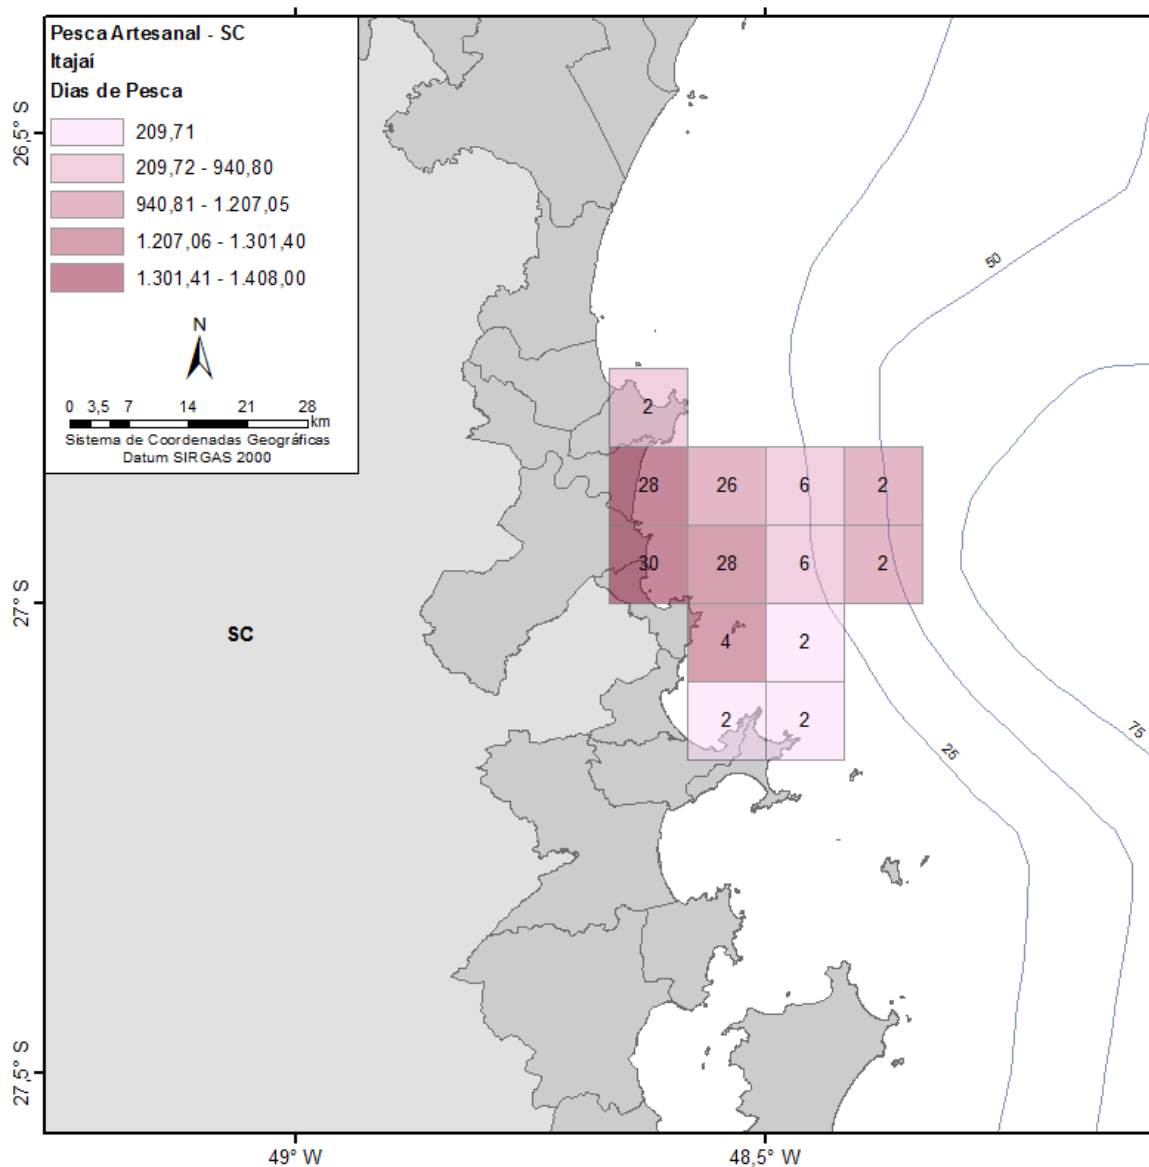 Pesca Artesanal - SC
Itajaí
Dias de Pesca
209,71
209,72 - 940,80
940,81 - 1.207,05
1.207,06 - 1.301,40
1.301,41 - 1.408,00
N
0 3,5 7 14 21 28
km
Sistema de Coordenadas Geográficas
Datum SIRGAS 2000
26,5° S
27° S
27,5° S
50
2
28 26 6 2
30 28 6 2
SC
4 2
2 2
75
25
49° W 48,5° W